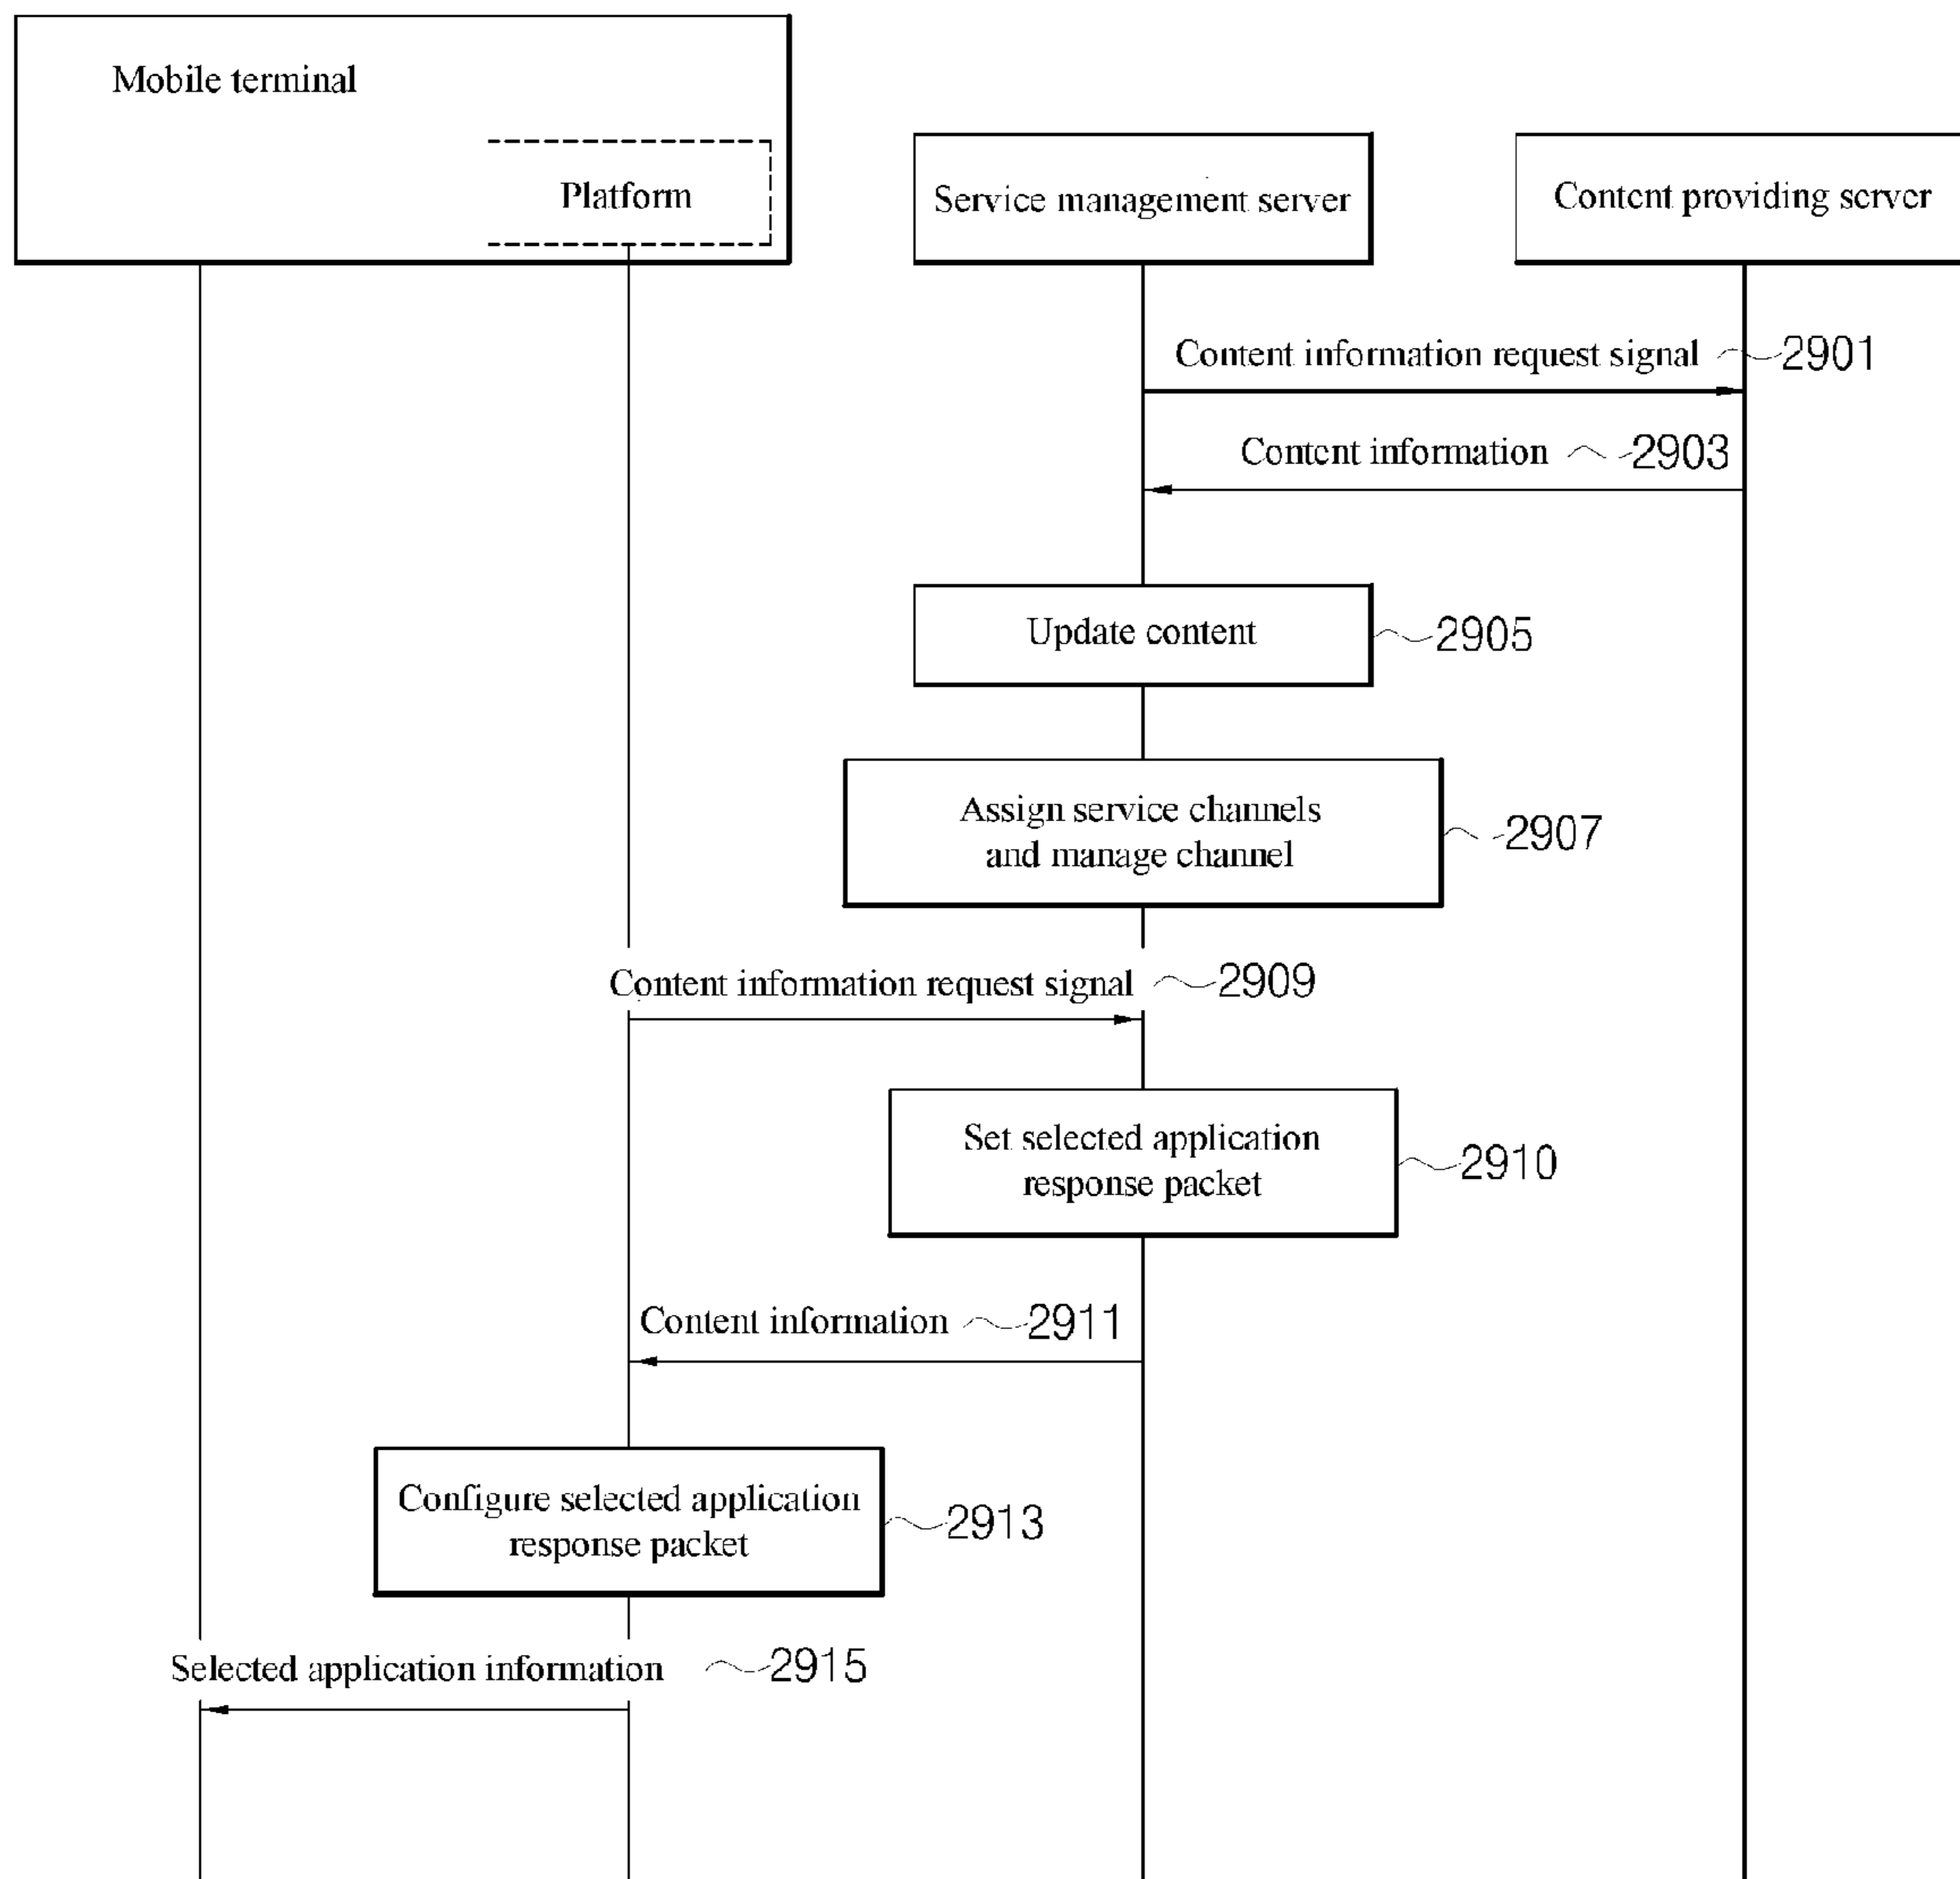 Mobile terminal
Platform
Service management server
Content providing server
Content information request signal 2901
Content information 2903
Update content 2905
Assign service channels
and manage channel
2907
Content information request signal 2909
Set selected application
response packet
2910
Content information 2911
Configure selected application
response packet
2913
Selected application information 2915